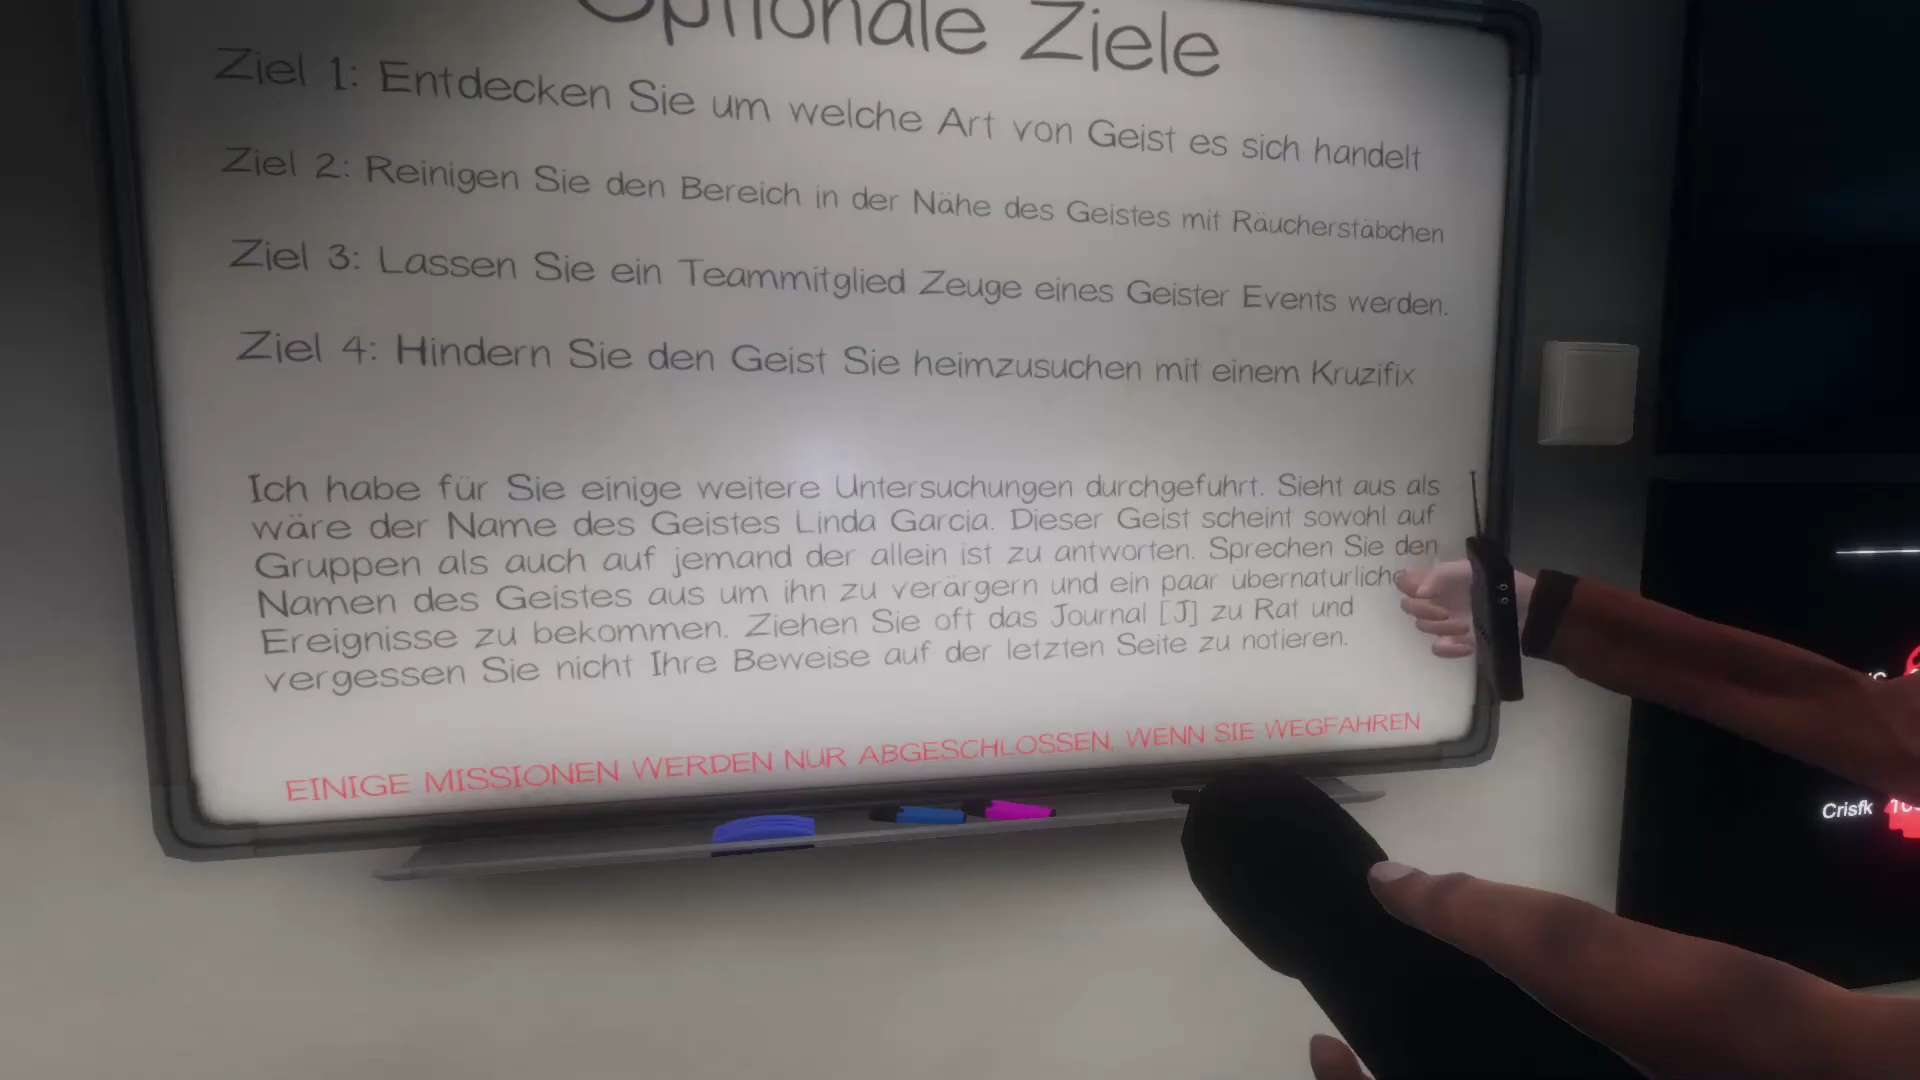 Optionale Ziele
Ziel 1: Entdecken Sie um welche Art von Geist es sich handelt
Ziel 2: Reinigen Sie den Bereich in der Nähe des Geistes mit Räucherstäbchen
Ziel 3: Lassen Sie ein Teammitglied Zeuge eines Geister Events werden.
Ziel 4: Hindern Sie den Geist Sie heimzusuchen mit einem Kruzifix
Ich habe für Sie einige weitere Untersuchungen durchgeführt. Sieht aus als
wäre der Name des Geistes Linda Garcia. Dieser Geist scheint sowohl auf
Gruppen als auch auf jemand der allein ist zu antworten. Sprechen Sie den
Namen des Geistes aus um ihn zu verärgern und ein paar übernatürliche
Ereignisse zu bekommen. Ziehen Sie oft das Journal [J] zu Rat und
vergessen Sie nicht Ihre Beweise auf der letzten Seite zu notieren.
EINIGE MISSIONEN WERDEN NUR ABGESCHLOSSEN, WENN SIE WEGFAHREN
Crisfk